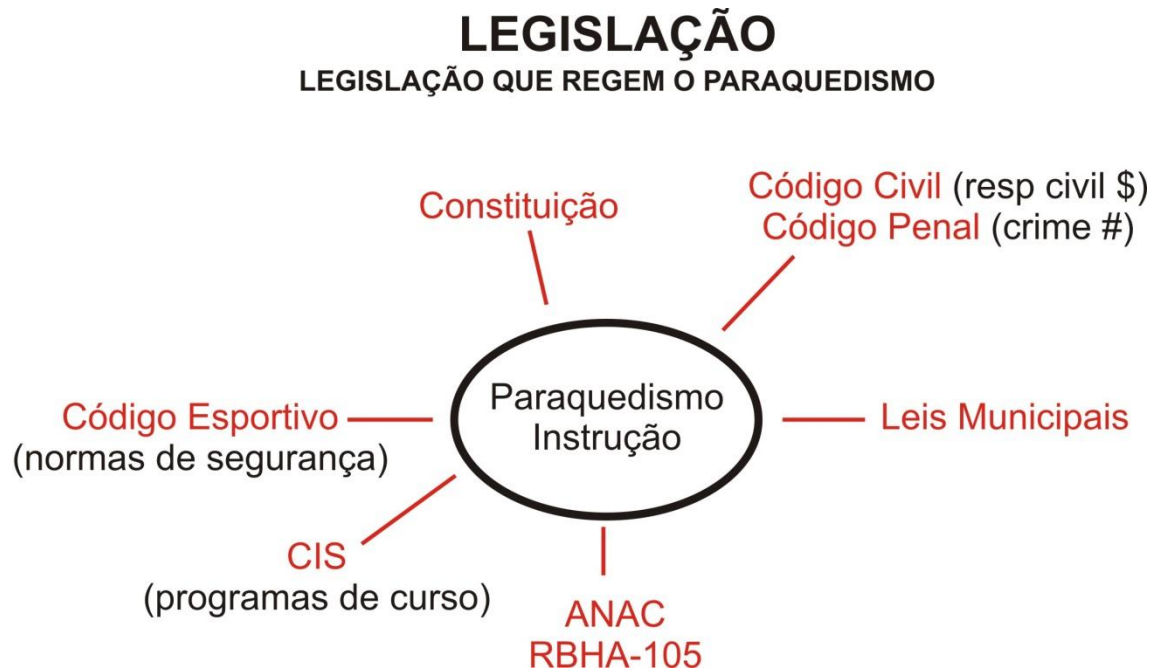 LEGISLAÇÃO
LEGISLAÇÃO QUE REGEM O PARAQUEDISMO
Constituição
Código Civil (resp civil $)
Código Penal (crime #)
Paraquedismo
Instrução
Código Esportivo
(normas de segurança)
Leis Municipais
CIS
(programas de curso)
ANAC
RBHA-105